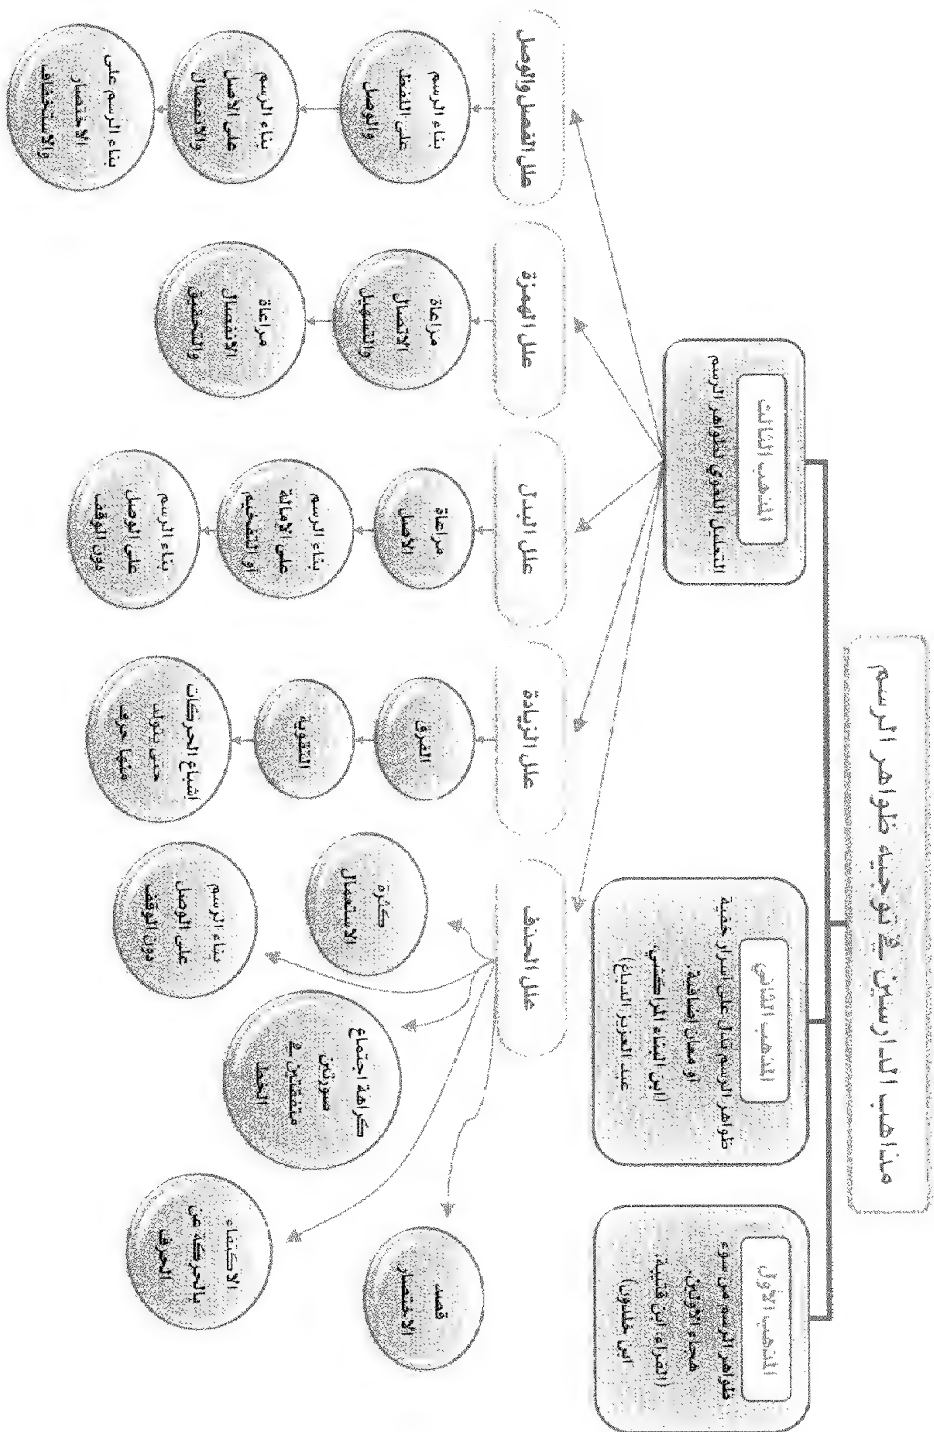 مذاهب الدارسين في توجيه ظواهر الرسم
المذهب الأول
ظواهر الرسم من سوء
هجاء الأولين.
(الفراء، ابن قتيبة،
ابن خلدون)
المذهب الثاني
ظواهر الرسم تدل على أسرار خفية
أو معان إضافية.
(ابن البناء المراكشي،
عبد العزيز الدباغ)
المذهب الثالث
التعليل اللغوي لظواهر الرسم
علل الحذف
قصد
الاختصار
الاكتفاء
بالحركة عن
الحرف
كراهة اجتماع
صورتين
متفقتين في
الخط
بناء الرسم
على الوصل
دون الوقف
كثرة
الاستعمال
علل الزيادة
الفرق
التقوية
إشباع الحركات
حتى يتولد
منها حرف
علل البدل
مراعاة
الأصل
بناء الرسم
على الإمالة
أو التفخيم
بناء الرسم
على الوصل
دون الوقف
علل الهمزة
مراعاة
الاتصال
والتسهيل
مراعاة
الانفصال
والتحقيق
علل الفصل والوصل
بناء الرسم
على اللفظ
والوصل
بناء الرسم
على الأصل
والانفصال
بناء الرسم على
الاختصار
والاستخفاف